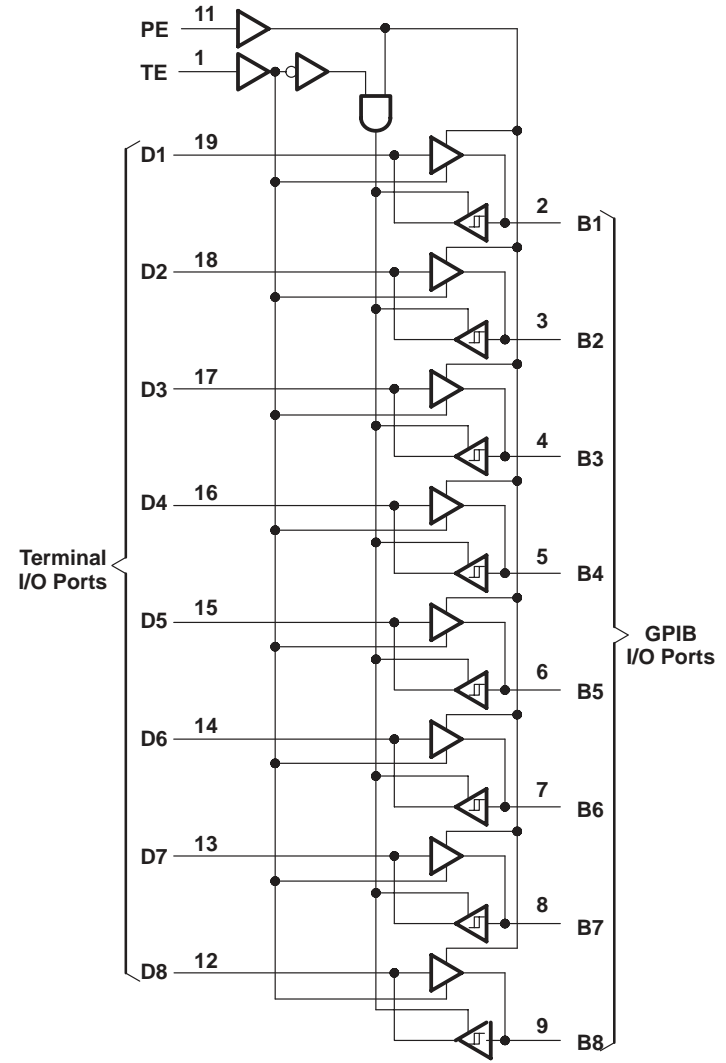 PE 11
TE 1
D1 19
2 B1
D2 18
3 B2
D3 17
4 B3
D4 16
Terminal
I/O Ports
5 B4
D5 15
GPIB
I/O Ports
6 B5
D6 14
7 B6
D7 13
8 B7
D8 12
9 B8